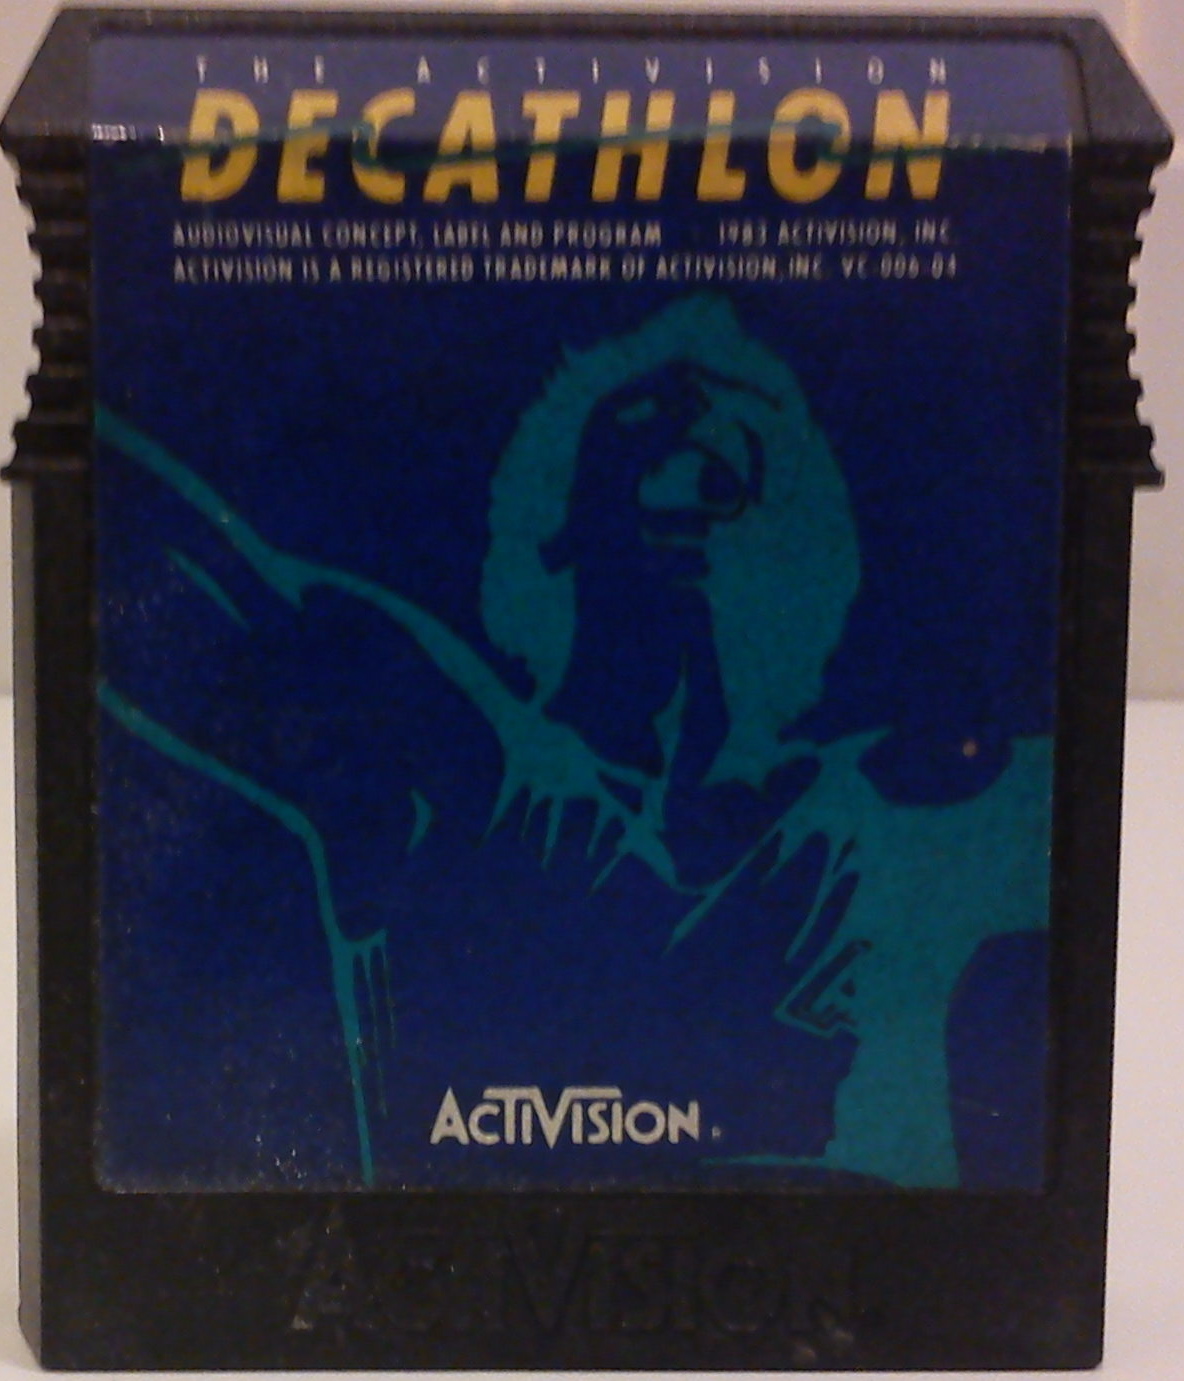 THE ACTIVISION
DECATHLON
AUDIOVISUAL CONCEPT, LABEL AND PROGRAM 1983 ACTIVISION, INC.
ACTIVISION IS A REGISTERED TRADEMARK OF ACTIVISION, INC. VC-006-04
ACTIVISION.
ACTIVISION